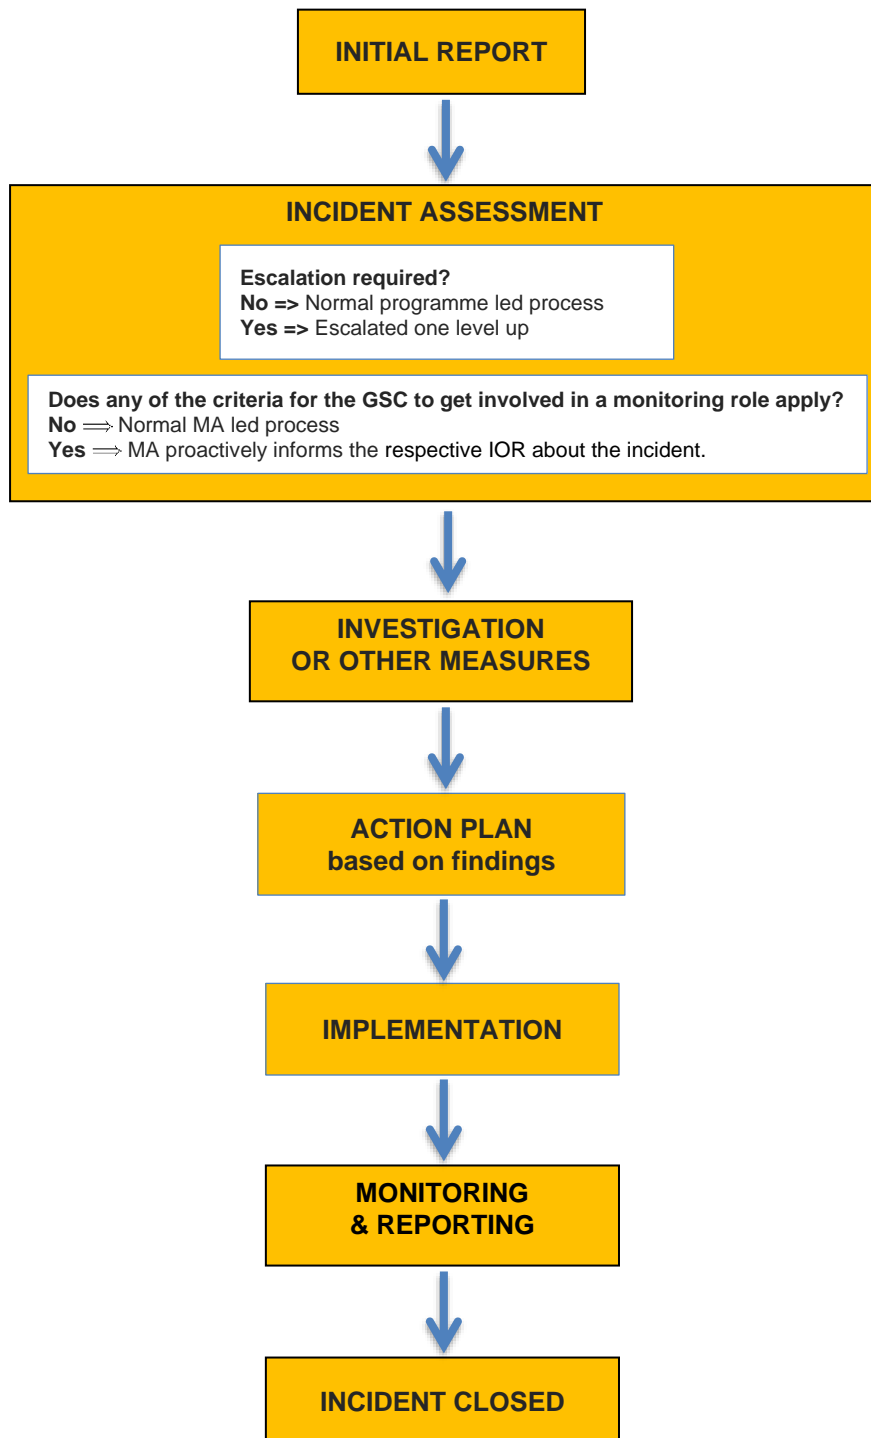 INITIAL REPORT
INCIDENT ASSESSMENT
Escalation required?
No => Normal programme led process
Yes => Escalated one level up
Does any of the criteria for the GSC to get involved in a monitoring role apply?
No ⟹ Normal MA led process
Yes ⟹ MA proactively informs the respective IOR about the incident.
INVESTIGATION
OR OTHER MEASURES
ACTION PLAN
based on findings
IMPLEMENTATION
MONITORING
& REPORTING
INCIDENT CLOSED